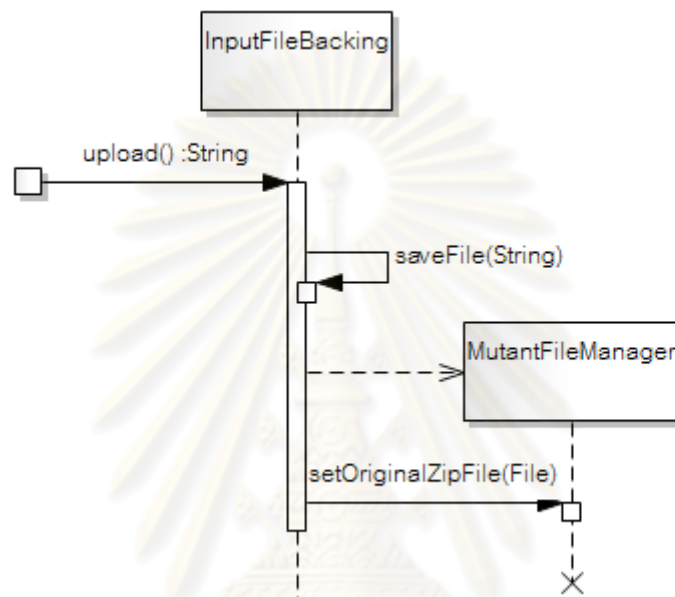 InputFileBacking
upload() :String
saveFile(String)
MutantFileManager
setOriginalZipFile(File)